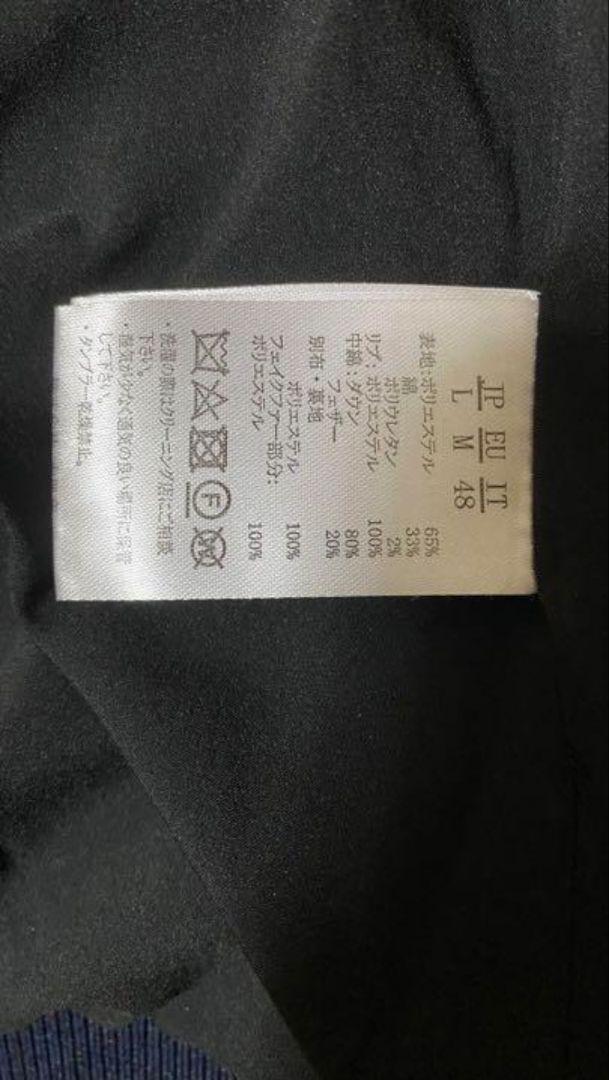 JP EU IT
L M 48
表地:ポリエステル 65%
綿 33%
ポリウレタン 2%
リブ:ポリエステル 100%
中綿:ダウン 80%
フェザー 20%
別布・裏地
ポリエステル 100%
フェイクファー部分:
ポリエステル 100%
F
W
・洗濯の際はクリーニング店にご相談
下さい。
・湿気が少なく通気の良い場所に保管
して下さい。
・タンブラー乾燥禁止。